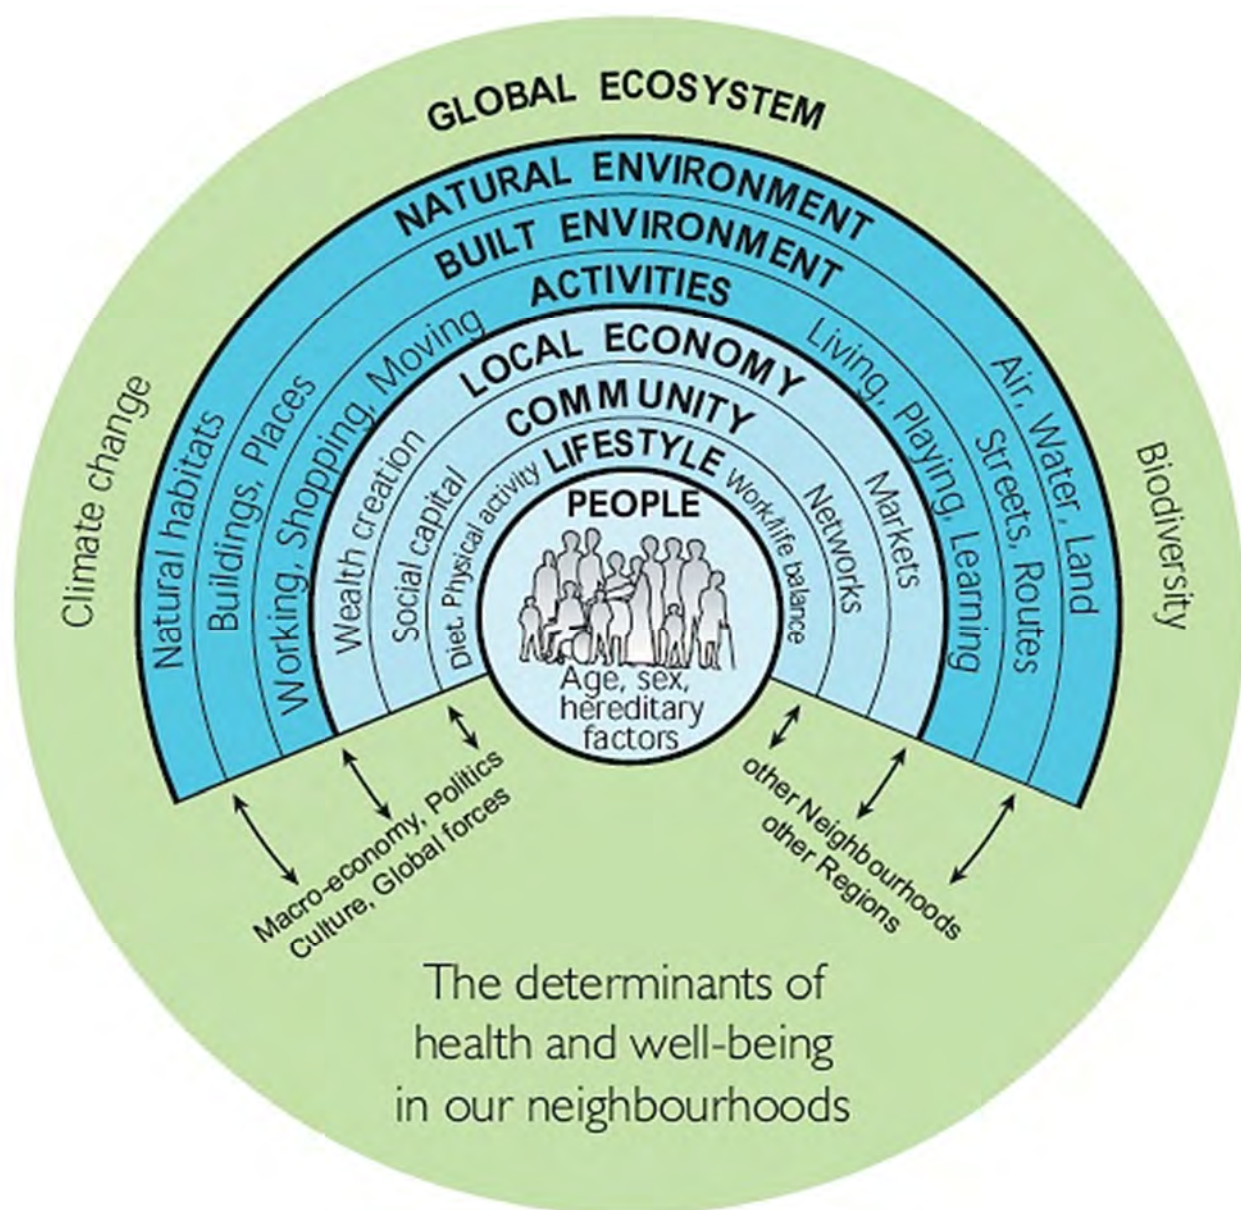 GLOBAL ECOSYSTEM
NATURAL ENVIRONMENT
BUILT ENVIRONMENT
ACTIVITIES
LOCAL ECONOMY
COMMUNITY
LIFESTYLE
PEOPLE
Age, sex,
hereditary
factors
Climate change
Natural habitats
Buildings, Places
Working, Shopping, Moving
Wealth creation
Social capital
Diet. Physical activity
Work/life balance
Networks
Markets
Living, Playing, Learning
Streets, Routes
Air, Water, Land
Biodiversity
Macro-economy, Politics
Culture, Global forces
other Neighbourhoods
other Regions
The determinants of
health and well-being
in our neighbourhoods